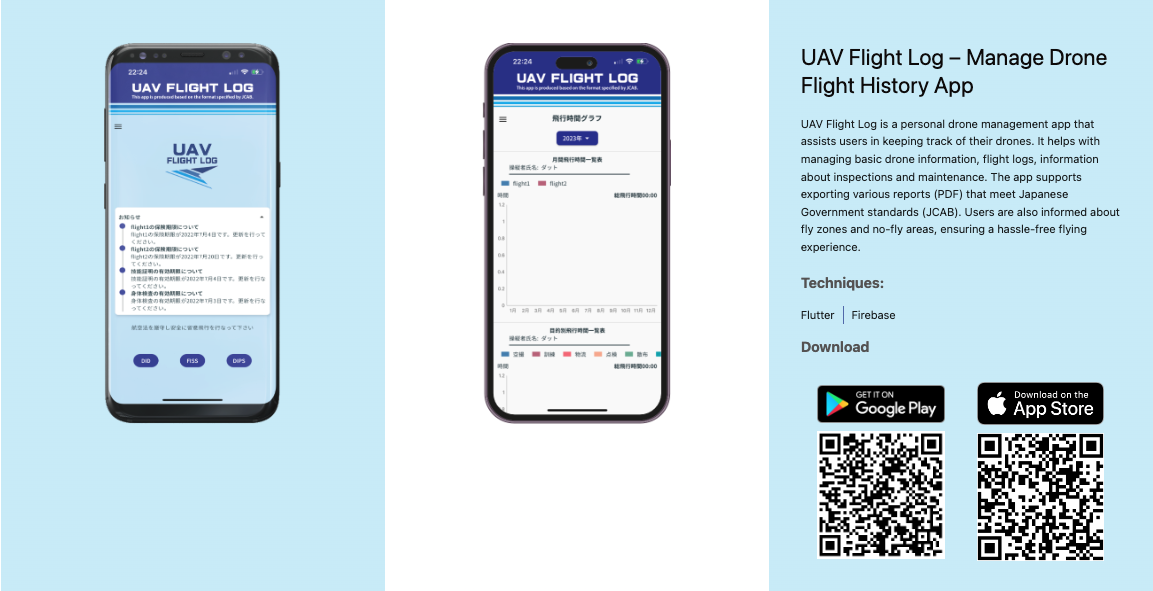 22:24
UAV FLIGHT LOG
This app is produced based on the format specified by JCAB.
UAV
FLIGHT LOG
お知らせ
flight1の保険期限について
flight1の保険期限が2022年7月4日です。更新を行って
ください。
flight2の保険期限について
flight2の保険期限が2022年7月20日です。更新を行っ
てください。
技能証明の有効期限について
技能証明の有効期限が2022年7月4日です。更新を行な
ってください。
身体検査の有効期限について
身体検査の有効期限が2022年7月3日です。更新を行な
ってください。
航空法を遵守し安全に留意飛行を行なって下さい
DID
FISS
DIPS
22:24
UAV FLIGHT LOG
This app is produced based on the format specified by JCAB.
飛行時間グラフ
2023年
月間飛行時間一覧表
操縦者氏名: ダット
flight1 flight2
時間 総飛行時間00:00
1.2
1
0.8
0.6
0.4
0.2
0
1月 2月 3月 4月 5月 6月 7月 8月 9月 10月 11月 12月
目的別飛行時間一覧表
操縦者氏名: ダット
空撮 訓練 物流 点検 散布
時間 総飛行時間00:00
1.2
1
0.8
UAV Flight Log – Manage Drone
Flight History App
UAV Flight Log is a personal drone management app that
assists users in keeping track of their drones. It helps with
managing basic drone information, flight logs, information
about inspections and maintenance. The app supports
exporting various reports (PDF) that meet Japanese
Government standards (JCAB). Users are also informed about
fly zones and no-fly areas, ensuring a hassle-free flying
experience.
Techniques:
Flutter Firebase
Download
GET IT ON
Google Play
Download on the
App Store